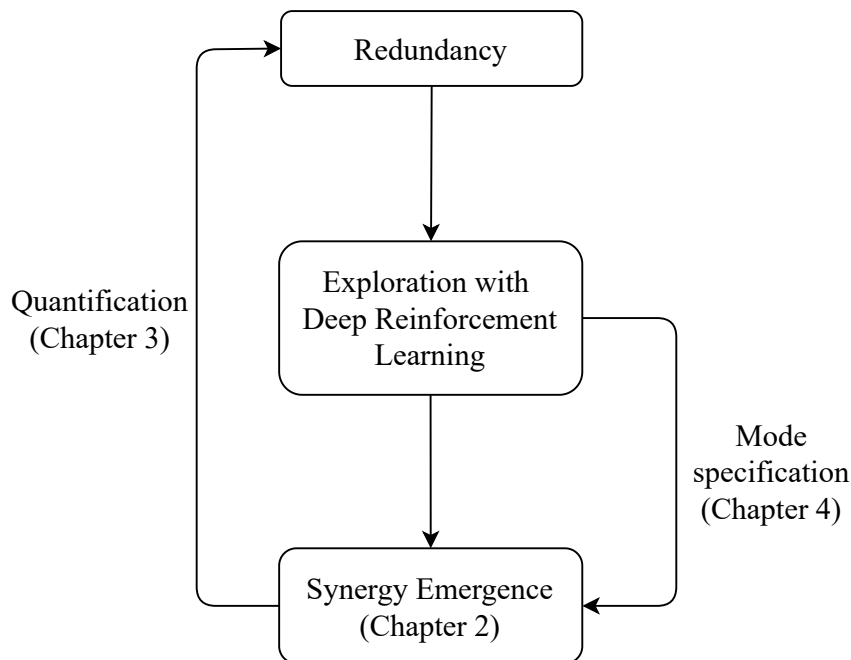 Redundancy
Exploration with
Deep Reinforcement
Learning
Quantification
(Chapter 3)
Mode
specification
(Chapter 4)
Synergy Emergence
(Chapter 2)